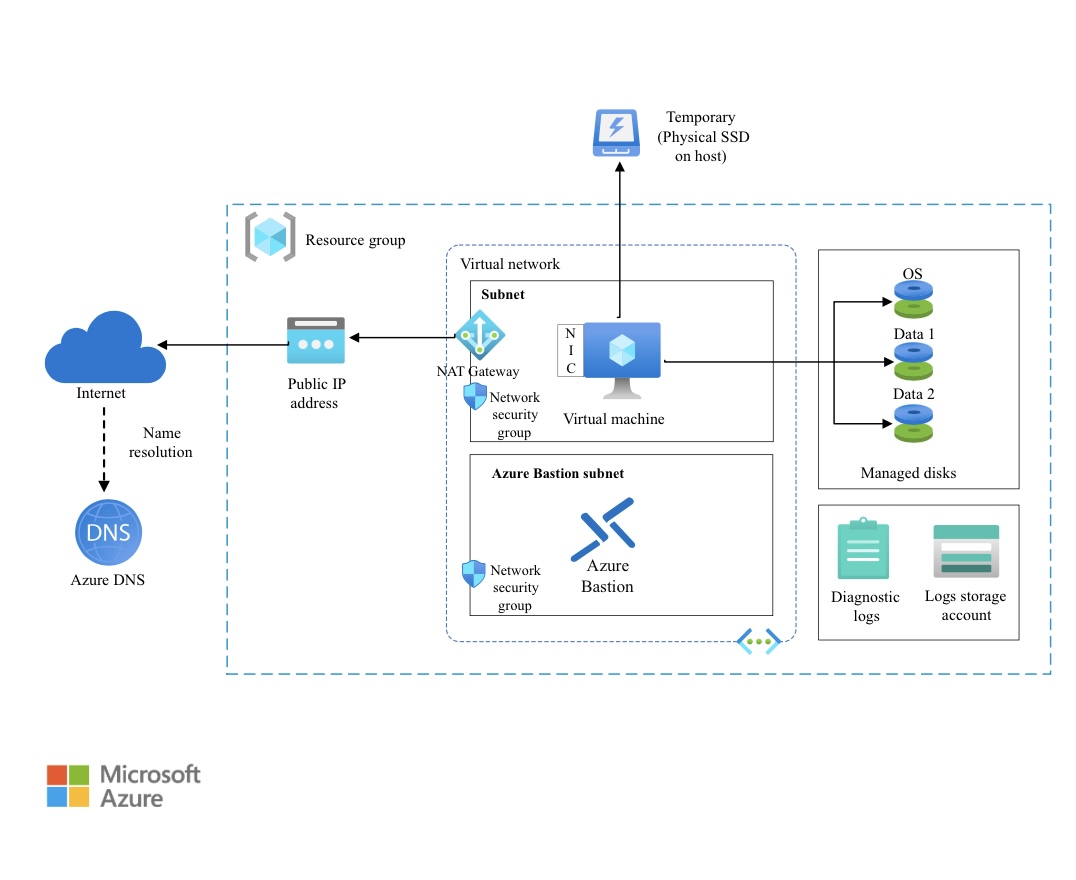 Temporary
(Physical SSD
on host)
Resource group
Virtual network
Subnet
OS
N
I
C
Data 1
NAT Gateway
Public IP
address
Internet
Network
security
group
Virtual machine
Data 2
Name
resolution
Managed disks
Azure Bastion subnet
DNS
Azure DNS
Network
security
group
Azure
Bastion
Diagnostic
logs
Logs storage
account
Microsoft
Azure